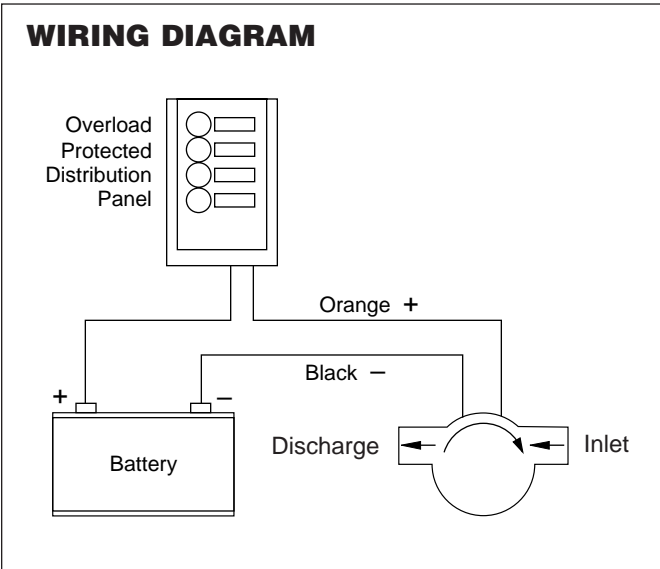 WIRING DIAGRAM
Overload
Protected
Distribution
Panel
Orange +
Black –
+ –
Battery
Discharge
Inlet